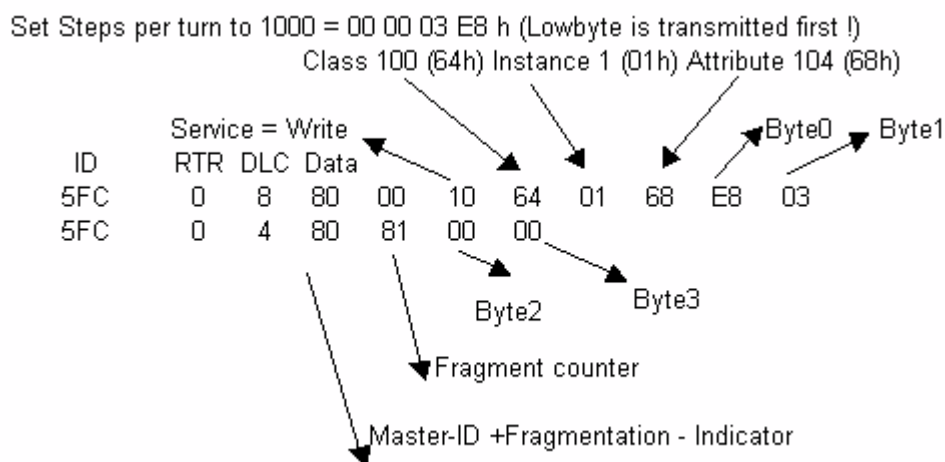 Set Steps per turn to 1000 = 00 00 03 E8 h (Lowbyte is transmitted first !)
Class 100 (64h) Instance 1 (01h) Attribute 104 (68h)
Service = Write Byte0 Byte1
ID RTR DLC Data
5FC 0 8 80 00 10 64 01 68 E8 03
5FC 0 4 80 81 00 00
Byte2 Byte3
Fragment counter
Master-ID +Fragmentation - Indicator